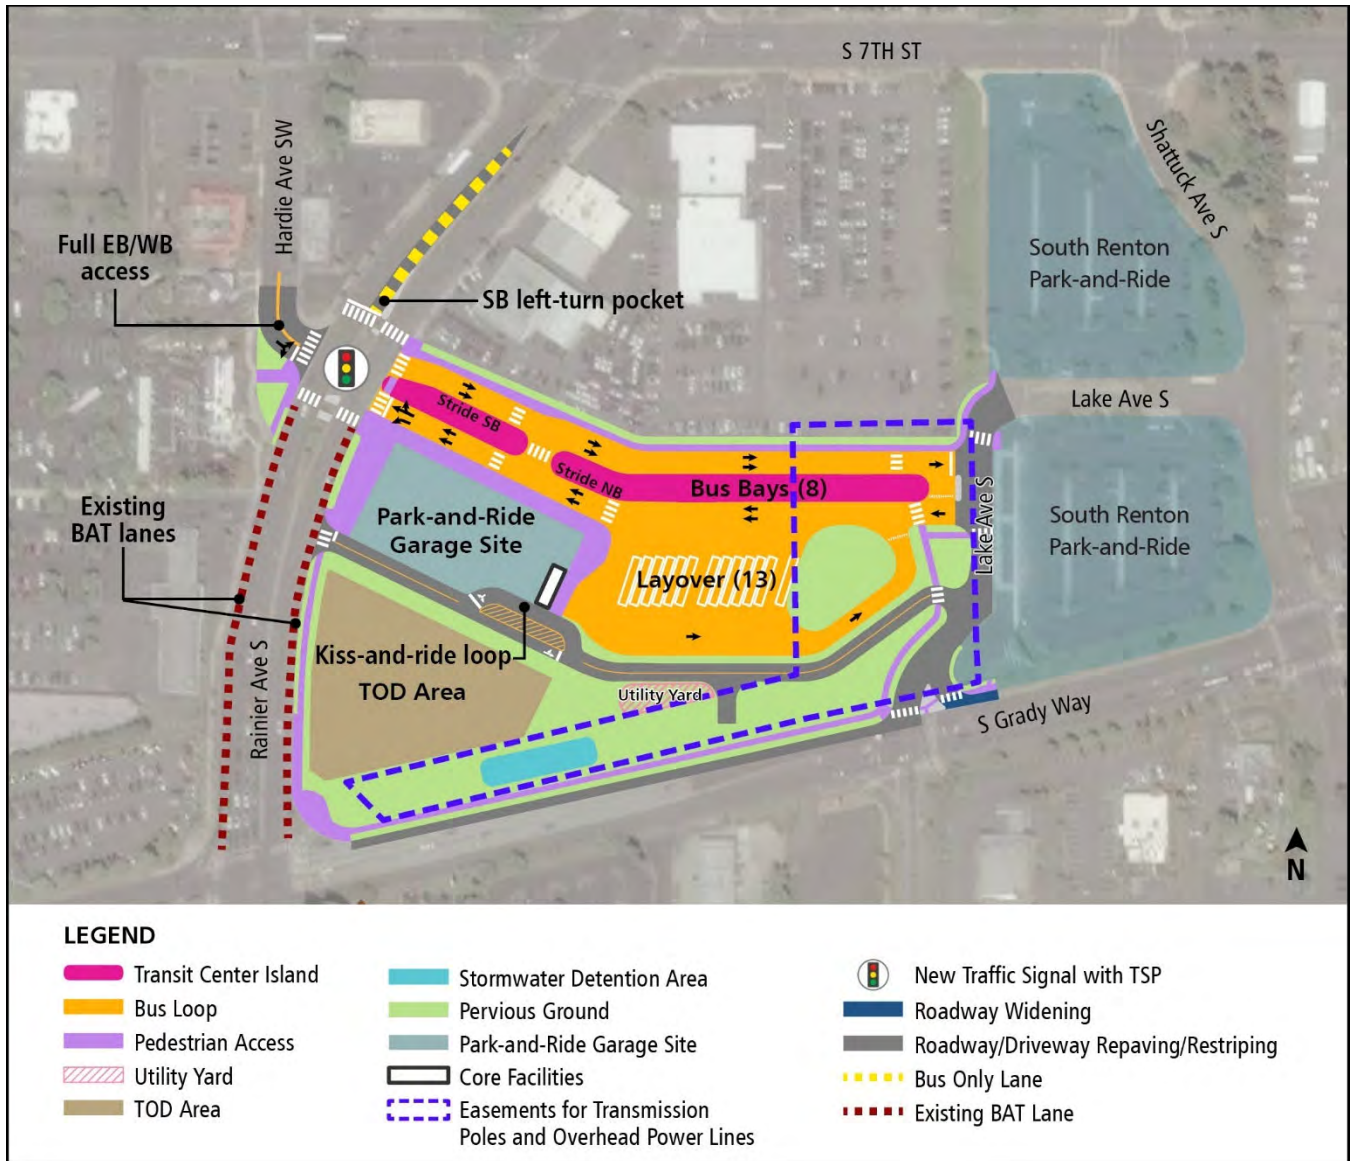 S 7TH ST
Hardie Ave SW
Shattuck Ave S
Full EB/WB
access
South Renton
Park-and-Ride
SB left-turn pocket
Stride SB
Lake Ave S
Stride NB
Bus Bays (8)
Existing
BAT lanes
Park-and-Ride
Garage Site
South Renton
Park-and-Ride
Lake Ave S
Layover (13)
Kiss-and-ride loop
TOD Area
Rainier Ave S
Utility Yard
S Grady Way
N
LEGEND
Transit Center Island
Bus Loop
Pedestrian Access
Utility Yard
TOD Area
Stormwater Detention Area
Pervious Ground
Park-and-Ride Garage Site
Core Facilities
Easements for Transmission
Poles and Overhead Power Lines
New Traffic Signal with TSP
Roadway Widening
Roadway/Driveway Repaving/Restriping
Bus Only Lane
Existing BAT Lane